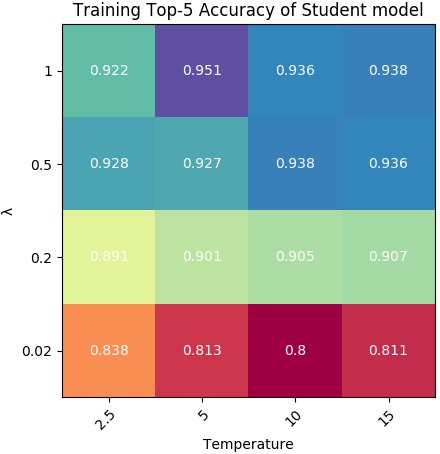 Training Top-5 Accuracy of Student model
1 0.922 0.951 0.936 0.938
0.5 0.928 0.927 0.938 0.936
λ
0.2 0.891 0.901 0.905 0.907
0.02 0.838 0.813 0.8 0.811
2.5 5 10 15
Temperature